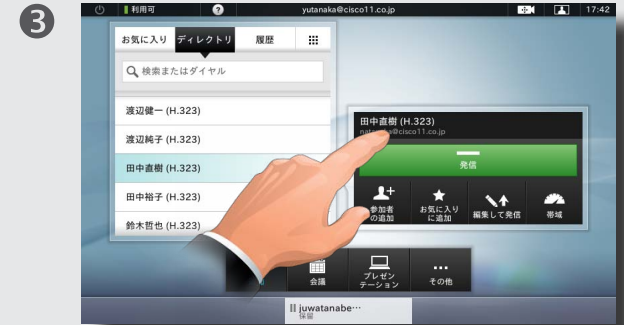 3
利用可
?
yutanaka@cisco11.co.jp
17:42
お気に入り ディレクトリ 履歴
検索またはダイヤル
渡辺健一 (H.323)
渡辺純子 (H.323)
田中直樹 (H.323)
田中裕子 (H.323)
鈴木哲也 (H.323)
田中直樹 (H.323)
cisco11.co.jp
発信
参加者
の追加
お気に入り
に追加
編集して発信
帯域
会議
プレゼン
テーション
その他
juwatanabe…
保留